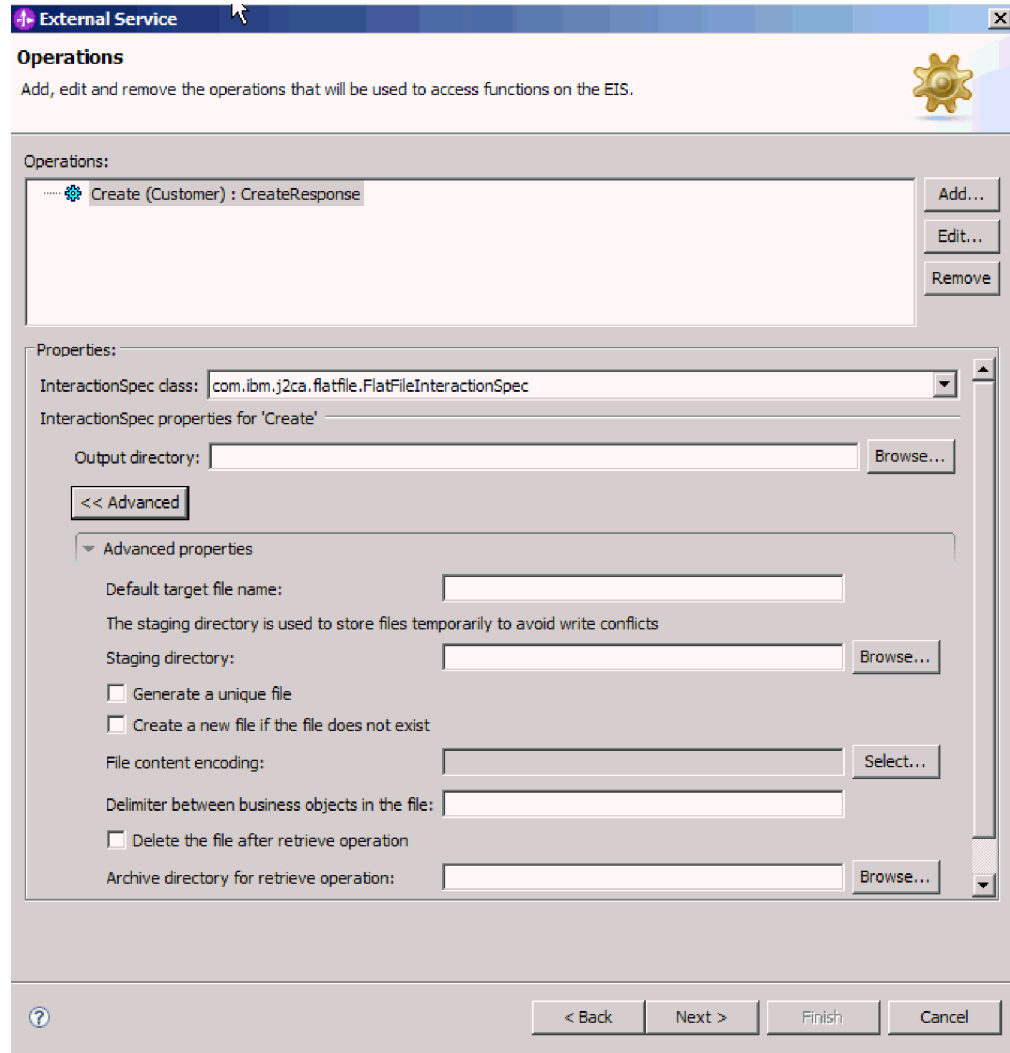 External Service
Operations
Add, edit and remove the operations that will be used to access functions on the EIS.
Operations:
Create (Customer) : CreateResponse
Add...
Edit...
Remove
Properties:
InteractionSpec class: com.ibm.j2ca.flatfile.FlatFileInteractionSpec
InteractionSpec properties for 'Create'
Output directory: Browse...
<< Advanced
Advanced properties
Default target file name:
The staging directory is used to store files temporarily to avoid write conflicts
Staging directory: Browse...
Generate a unique file
Create a new file if the file does not exist
File content encoding: Select...
Delimiter between business objects in the file:
Delete the file after retrieve operation
Archive directory for retrieve operation: Browse...
? < Back Next > Finish Cancel